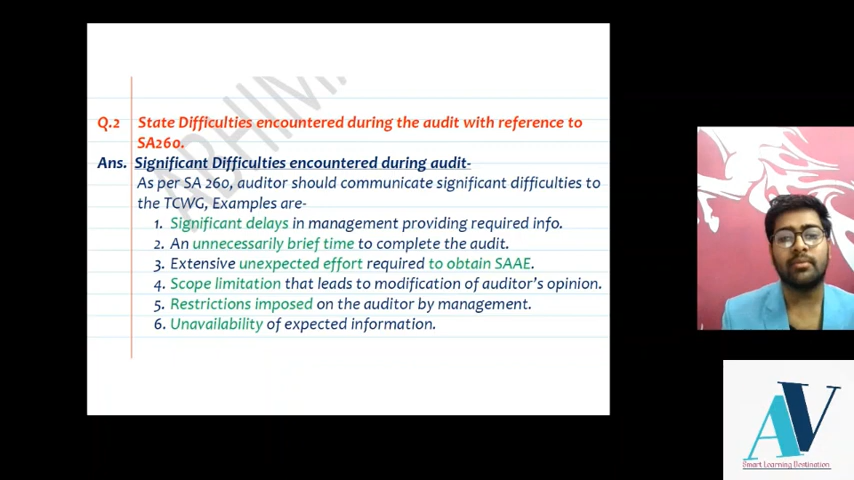 Q.2 State Difficulties encountered during the audit with reference to
SA260.
Ans. Significant Difficulties encountered during audit-
As per SA 260, auditor should communicate significant difficulties to
the TCWG, Examples are-
1. Significant delays in management providing required info.
2. An unnecessarily brief time to complete the audit.
3. Extensive unexpected effort required to obtain SAAE.
4. Scope limitation that leads to modification of auditor's opinion.
5. Restrictions imposed on the auditor by management.
6. Unavailability of expected information.
AV
Smart Learning Destination